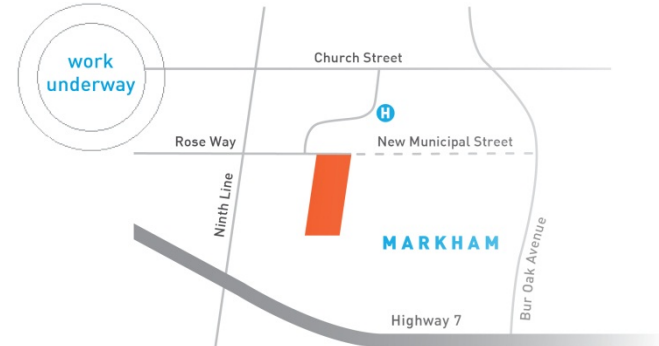 work
underway
Church Street
H
Rose Way
New Municipal Street
Ninth Line
MARKHAM
Bur Oak Avenue
Highway 7